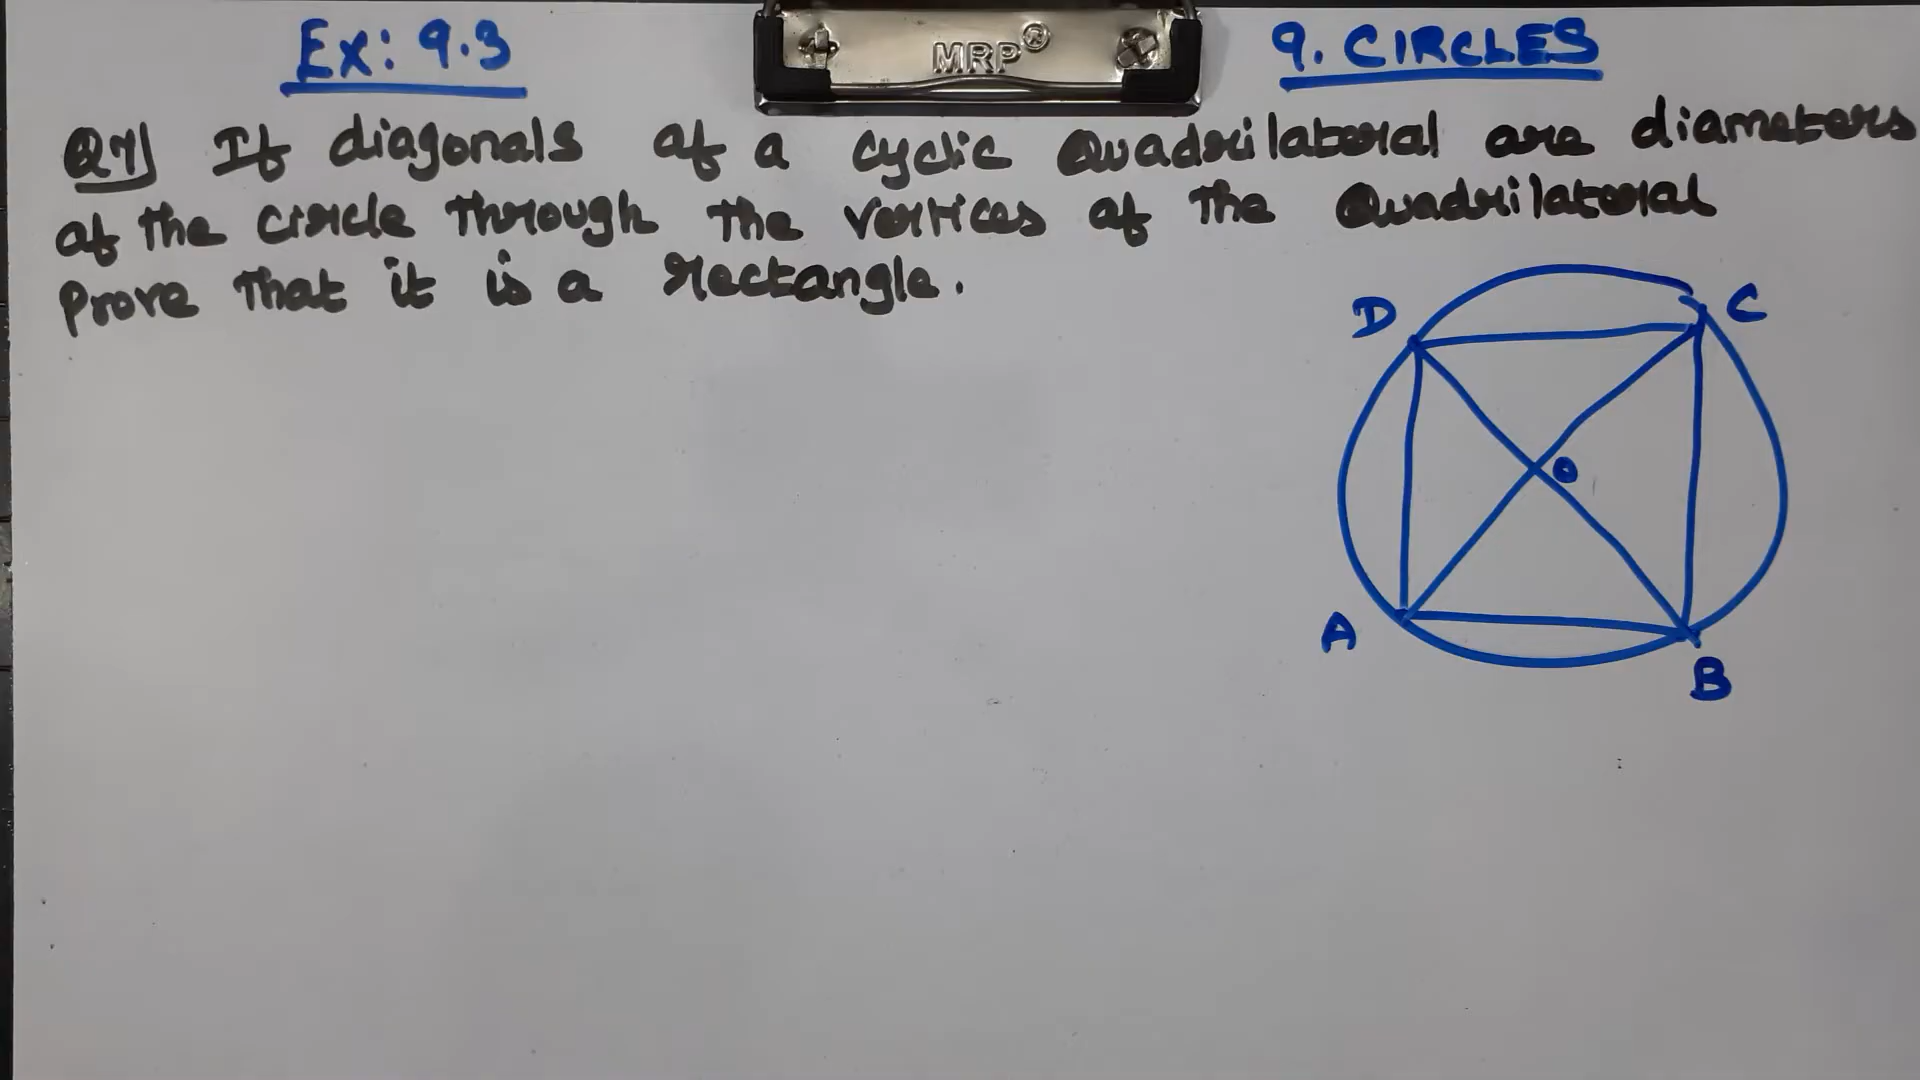 Ex: 9.3
MRP®
9. CIRCLES
Q7) If diagonals of a cyclic Quadrilateral are diameters
of the circle through the vertices of the Quadrilateral
Prove that it is a rectangle.
D
C
O
A
B